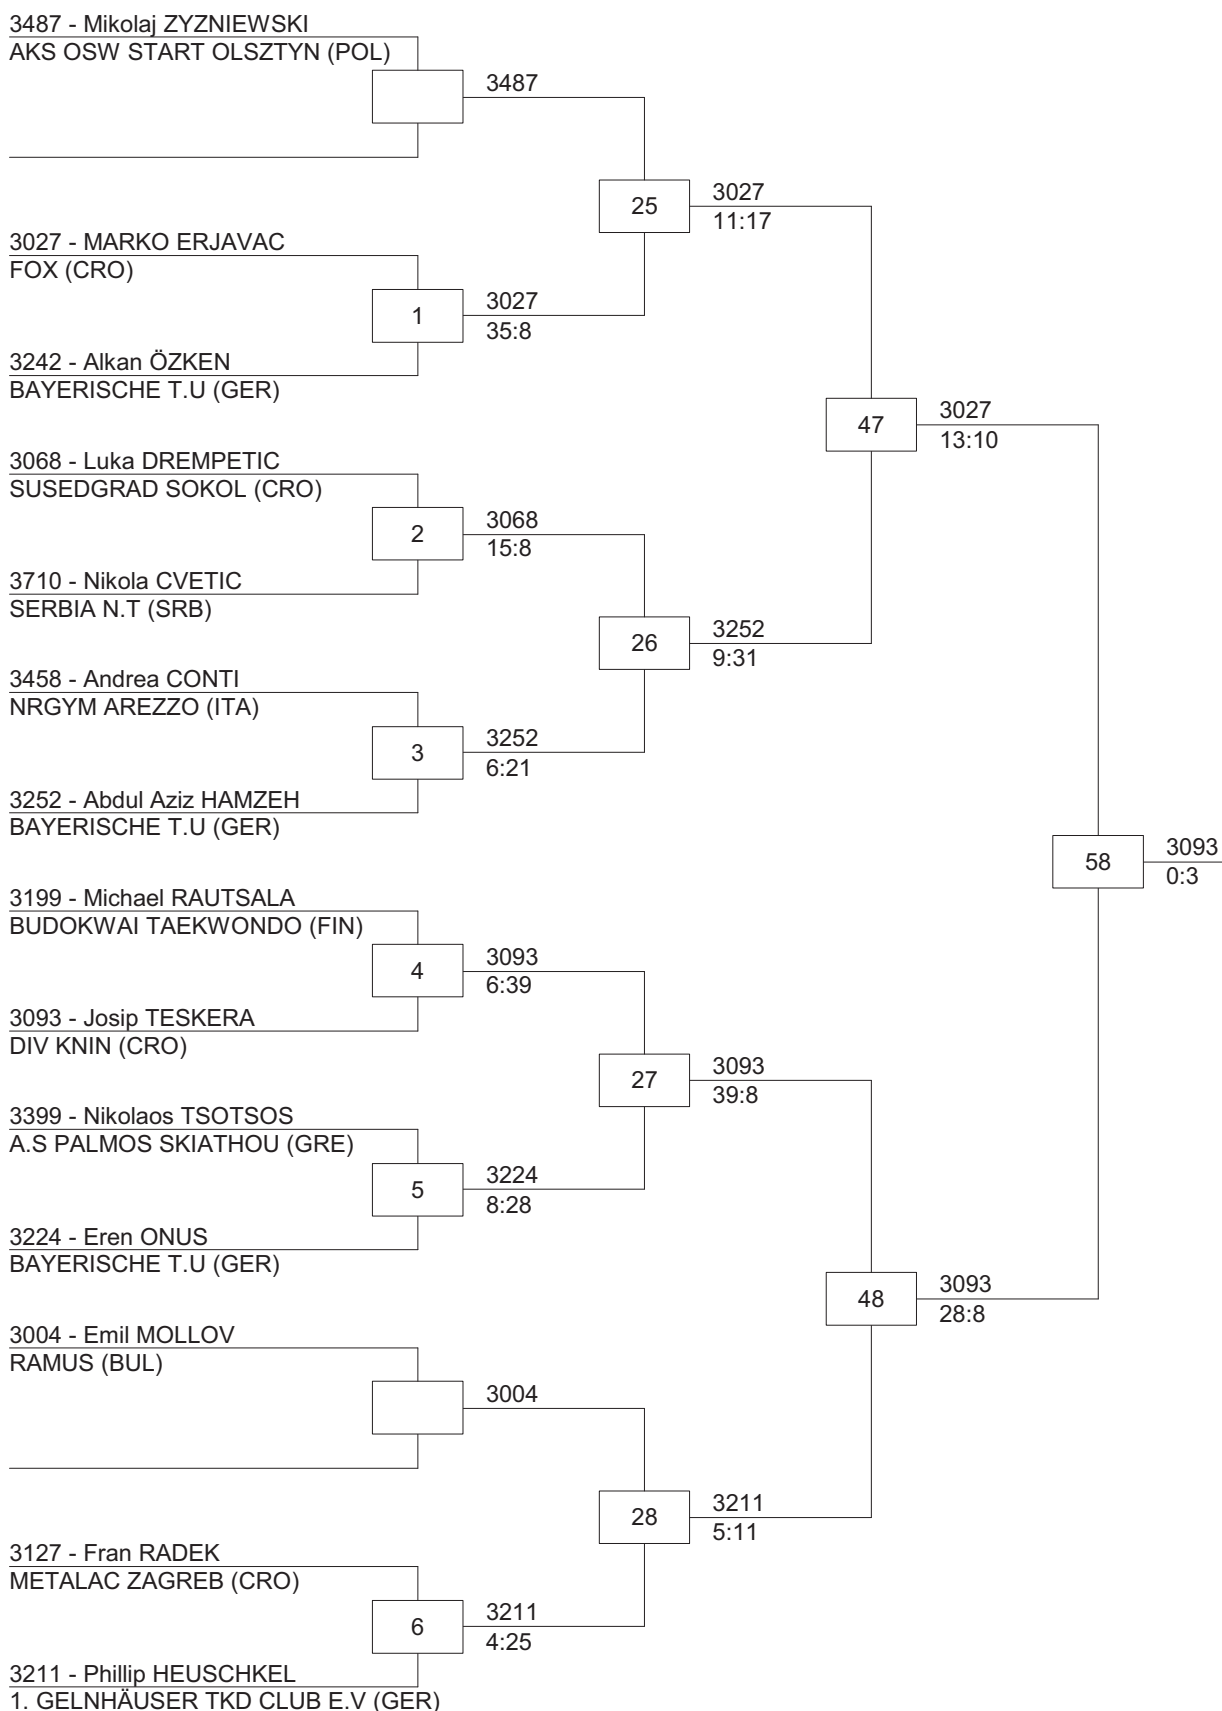 3487 - Mikolaj ZYZNIEWSKI
AKS OSW START OLSZTYN (POL)
3487
25
3027
11:17
3027 - MARKO ERJAVAC
FOX (CRO)
1
3027
35:8
3242 - Alkan ÖZKEN
BAYERISCHE T.U (GER)
47
3027
13:10
3068 - Luka DREMPETIC
SUSEDGRAD SOKOL (CRO)
2
3068
15:8
3710 - Nikola CVETIC
SERBIA N.T (SRB)
26
3252
9:31
3458 - Andrea CONTI
NRGYM AREZZO (ITA)
3
3252
6:21
3252 - Abdul Aziz HAMZEH
BAYERISCHE T.U (GER)
58
3093
0:3
3199 - Michael RAUTSALA
BUDOKWAI TAEKWONDO (FIN)
4
3093
6:39
3093 - Josip TESKERA
DIV KNIN (CRO)
27
3093
39:8
3399 - Nikolaos TSOTSOS
A.S PALMOS SKIATHOU (GRE)
5
3224
8:28
3224 - Eren ONUS
BAYERISCHE T.U (GER)
48
3093
28:8
3004 - Emil MOLLOV
RAMUS (BUL)
3004
28
3211
5:11
3127 - Fran RADEK
METALAC ZAGREB (CRO)
6
3211
4:25
3211 - Phillip HEUSCHKEL
1. GELNHÄUSER TKD CLUB E.V (GER)